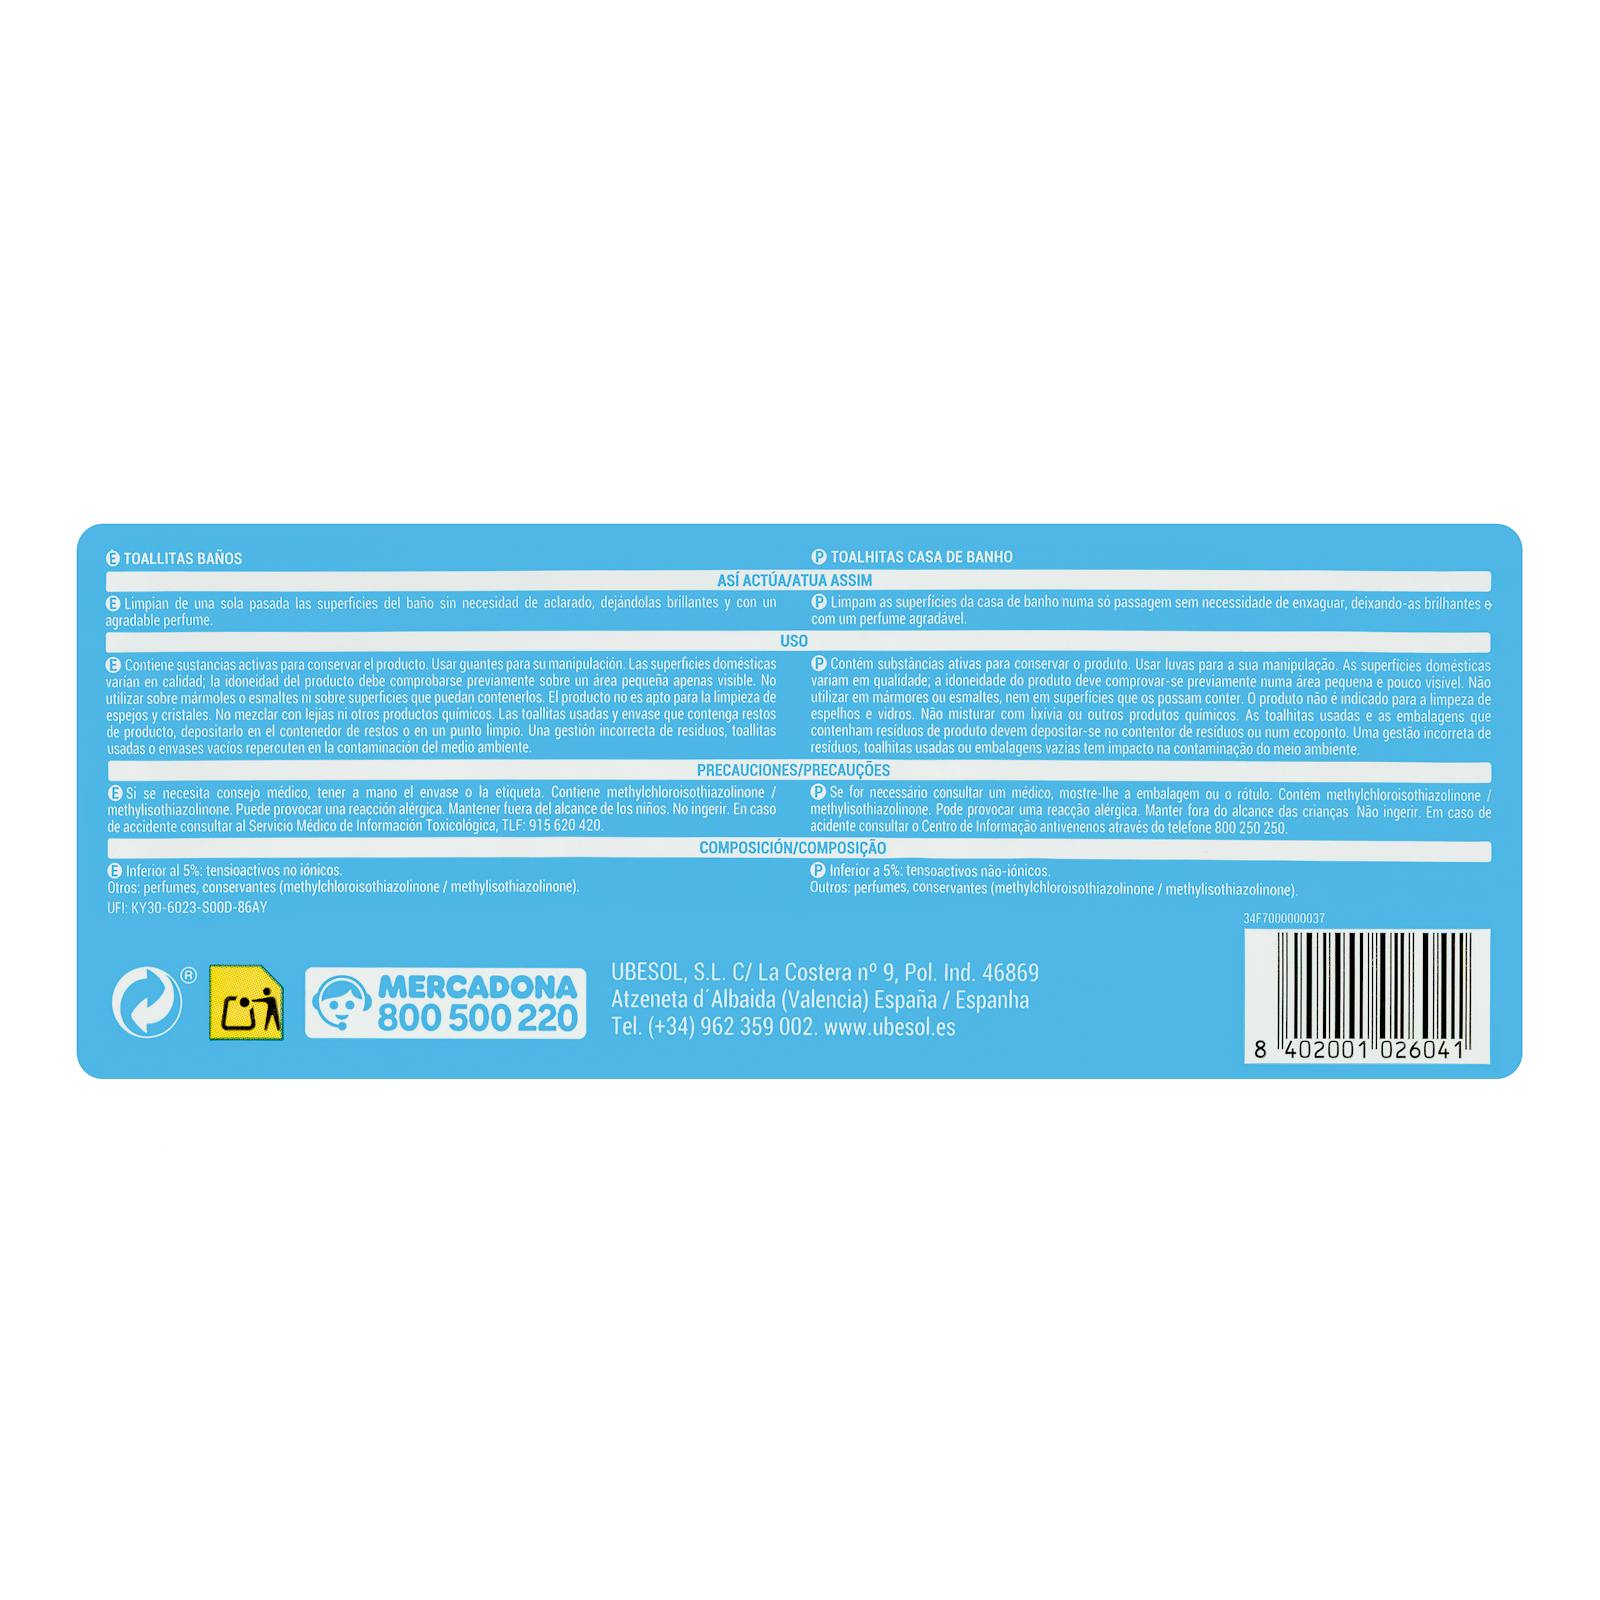 E TOALLITAS BAÑOS
P TOALHITAS CASA DE BANHO
ASÍ ACTÚA/ATUA ASSIM
E Limpian de una sola pasada las superficies del baño sin necesidad de aclarado, dejándolas brillantes y con un
agradable perfume.
P Limpam as superfícies da casa de banho numa só passagem sem necessidade de enxaguar, deixando-as brilhantes e
com um perfume agradável.
USO
E Contiene sustancias activas para conservar el producto. Usar guantes para su manipulación. Las superficies domésticas
varian en calidad; la idoneidad del producto debe comprobarse previamente sobre un área pequeña apenas visible. No
utilizar sobre mármoles o esmaltes ni sobre superficies que puedan contenerlos. El producto no es apto para la limpieza de
espejos y cristales. No mezclar con lejías ni otros productos químicos. Las toallitas usadas y envase que contenga restos
de producto, depositarlo en el contenedor de restos o en un punto limpio. Una gestión incorrecta de residuos, toallitas
usadas o envases vacíos repercuten en la contaminación del medio ambiente.
P Contém substâncias ativas para conservar o produto. Usar luvas para a sua manipulação. As superfícies domésticas
variam em qualidade; a idoneidade do produto deve comprovar-se previamente numa área pequena e pouco visível. Não
utilizar em mármores ou esmaltes, nem em superfícies que os possam conter. O produto não é indicado para a limpeza de
espelhos e vidros. Não misturar com lixívia ou outros produtos químicos. As toalhitas usadas e as embalagens que
contenham resíduos de produto devem depositar-se no contentor de resíduos ou num ecoponto. Uma gestão incorreta de
resíduos, toalhitas usadas ou embalagens vazias tem impacto na contaminação do meio ambiente.
PRECAUCIONES/PRECAUÇÕES
E Si se necesita consejo médico, tener a mano el envase o la etiqueta. Contiene methylchloroisothiazolinone /
methylisothiazolinone. Puede provocar una reacción alérgica. Mantener fuera del alcance de los niños. No ingerir. En caso
de accidente consultar al Servicio Médico de Información Toxicológica, TLF: 915 620 420.
P Se for necessário consultar um médico, mostre-lhe a embalagem ou o rótulo. Contém methylchloroisothiazolinone /
methylisothiazolinone. Pode provocar uma reacção alérgica. Manter fora do alcance das crianças Não ingerir. Em caso de
acidente consultar o Centro de Informação antivenenos através do telefone 800 250 250.
COMPOSICIÓN/COMPOSIÇÃO
E Inferior al 5%: tensioactivos no iónicos.
Otros: perfumes, conservantes (methylchloroisothiazolinone / methylisothiazolinone).
UFI: KY30-6023-S00D-86AY
P Inferior a 5%: tensoactivos não-iónicos.
Outros: perfumes, conservantes (methylchloroisothiazolinone / methylisothiazolinone).
34F7000000037
®
MERCADONA
800 500 220
UBESOL, S.L. C/ La Costera nº 9, Pol. Ind. 46869
Atzeneta d´Albaida (Valencia) España / Espanha
Tel. (+34) 962 359 002. www.ubesol.es
8 402001 026041